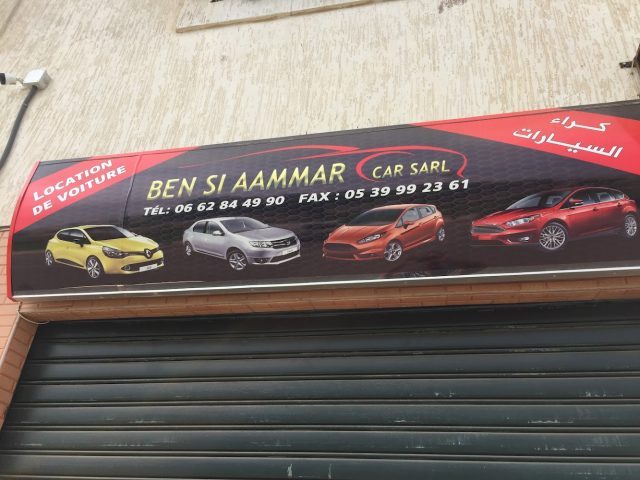 LOCATION
DE VOITURE
BEN SI AAMMAR CAR SARL
TÉL: 06 62 84 49 90 FAX : 05 39 99 23 61
كراء
السيارات